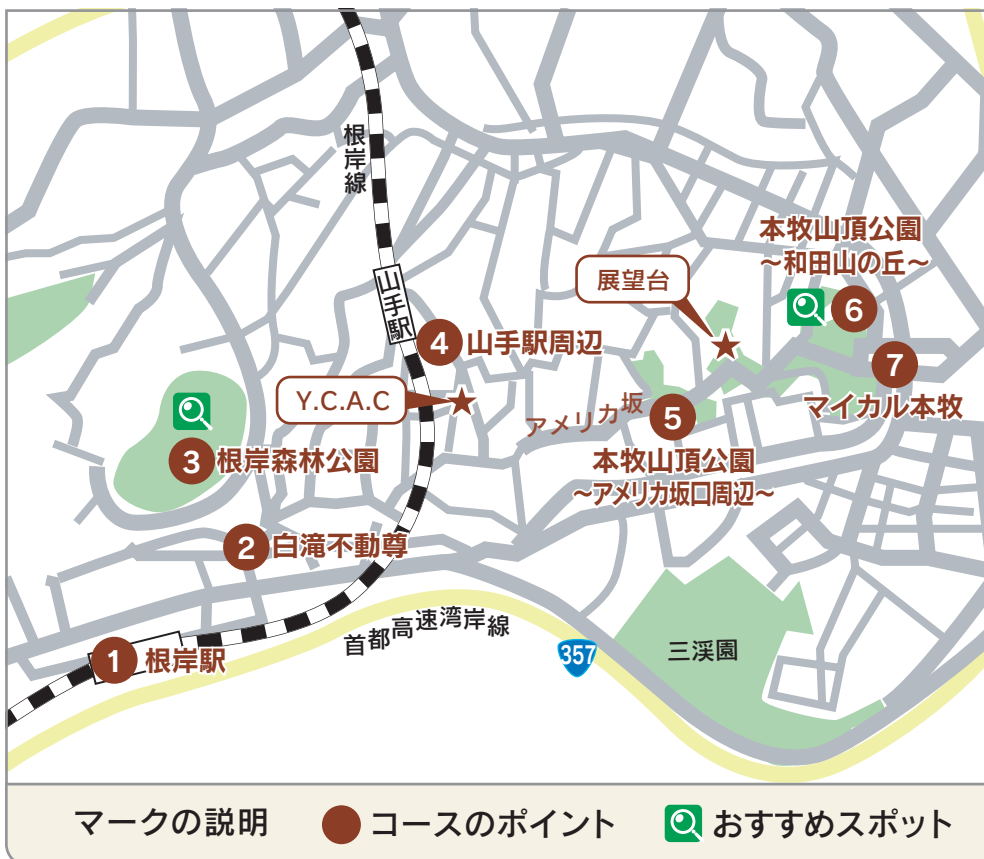 根岸線
本牧山頂公園
~和田山の丘~
展望台
6
山手駅
4 山手駅周辺
7
マイカル本牧
Y.C.A.C
アメリカ坂
5
本牧山頂公園
~アメリカ坂口周辺~
3 根岸森林公園
2 白滝不動尊
首都高速湾岸線
357
三渓園
1 根岸駅
マークの説明 コースのポイント おすすめスポット